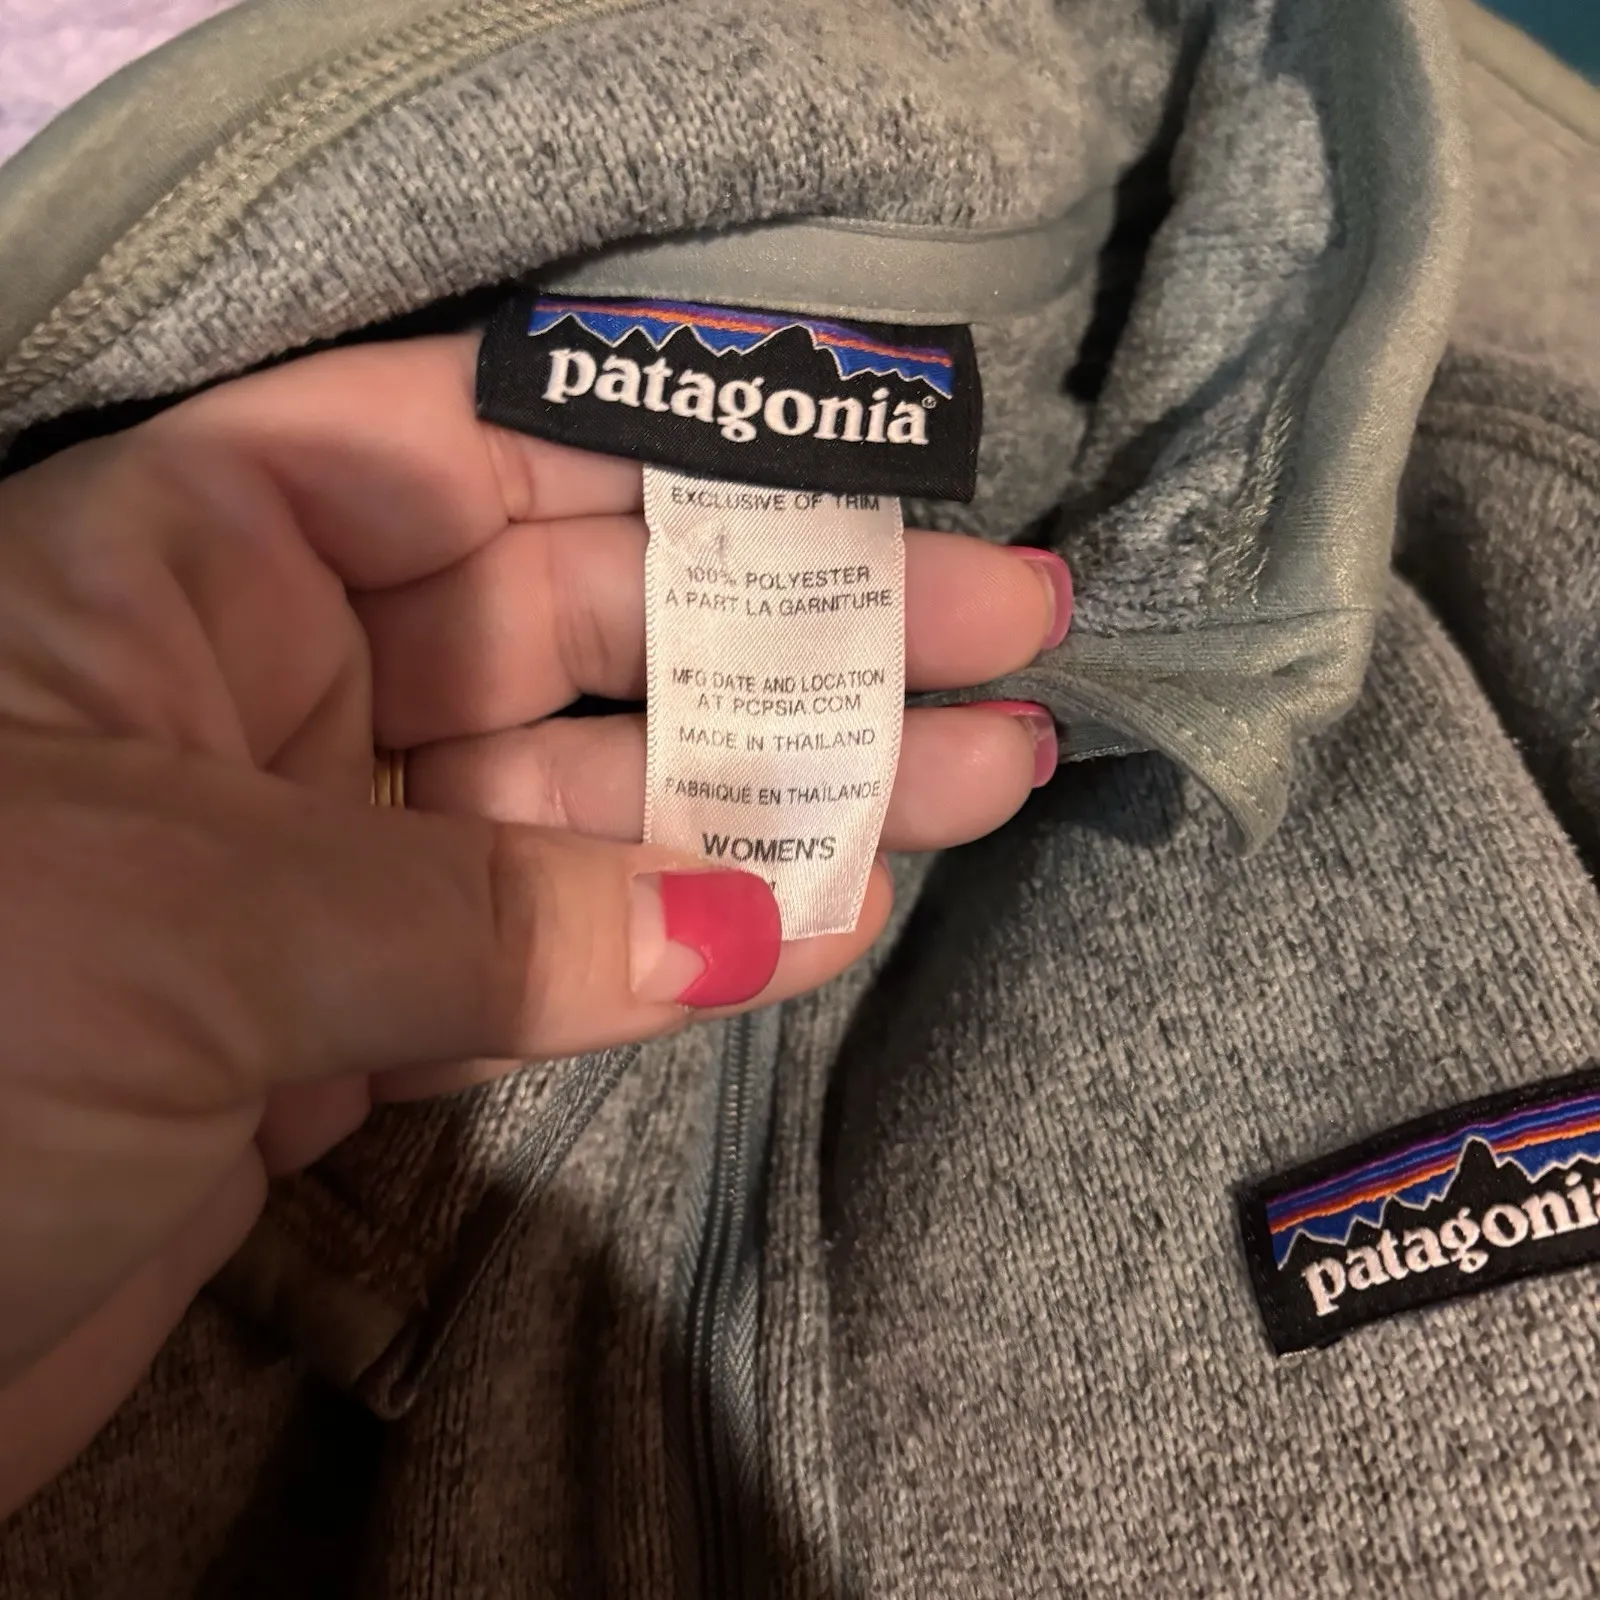 patagonia®
EXCLUSIVE OF TRIM
100% POLYESTER
À PART LA GARNITURE
MFG DATE AND LOCATION
AT PCPSIA.COM
MADE IN THAILAND
FABRIQUÉ EN THAÏLANDE
WOMEN'S
patagonia